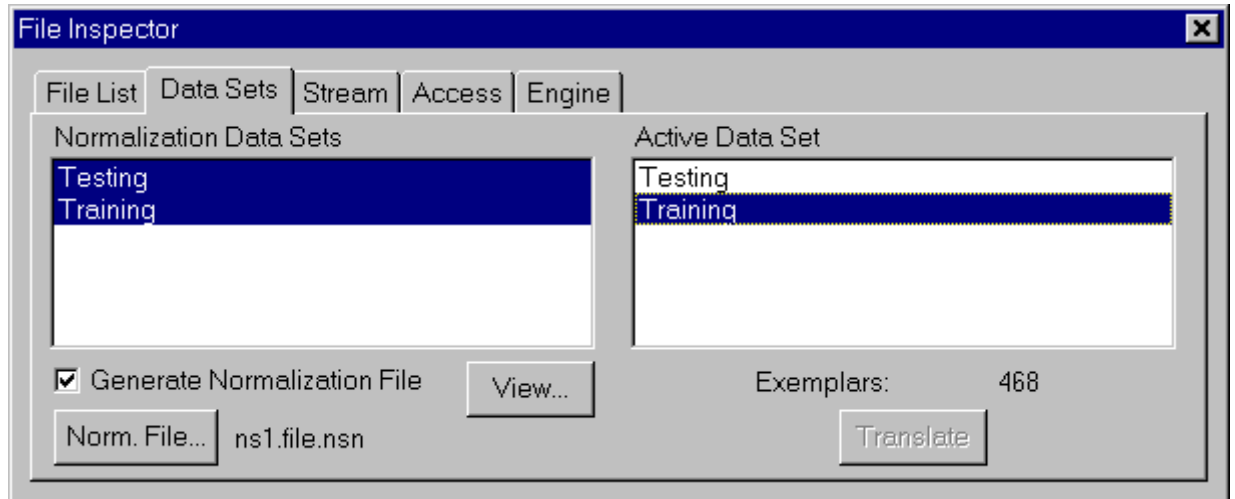 File Inspector
File List Data Sets Stream Access Engine
Normalization Data Sets
Testing
Training
Active Data Set
Testing
Training
Generate Normalization File
View...
Norm. File... ns1.file.nsn
Exemplars: 468
Translate